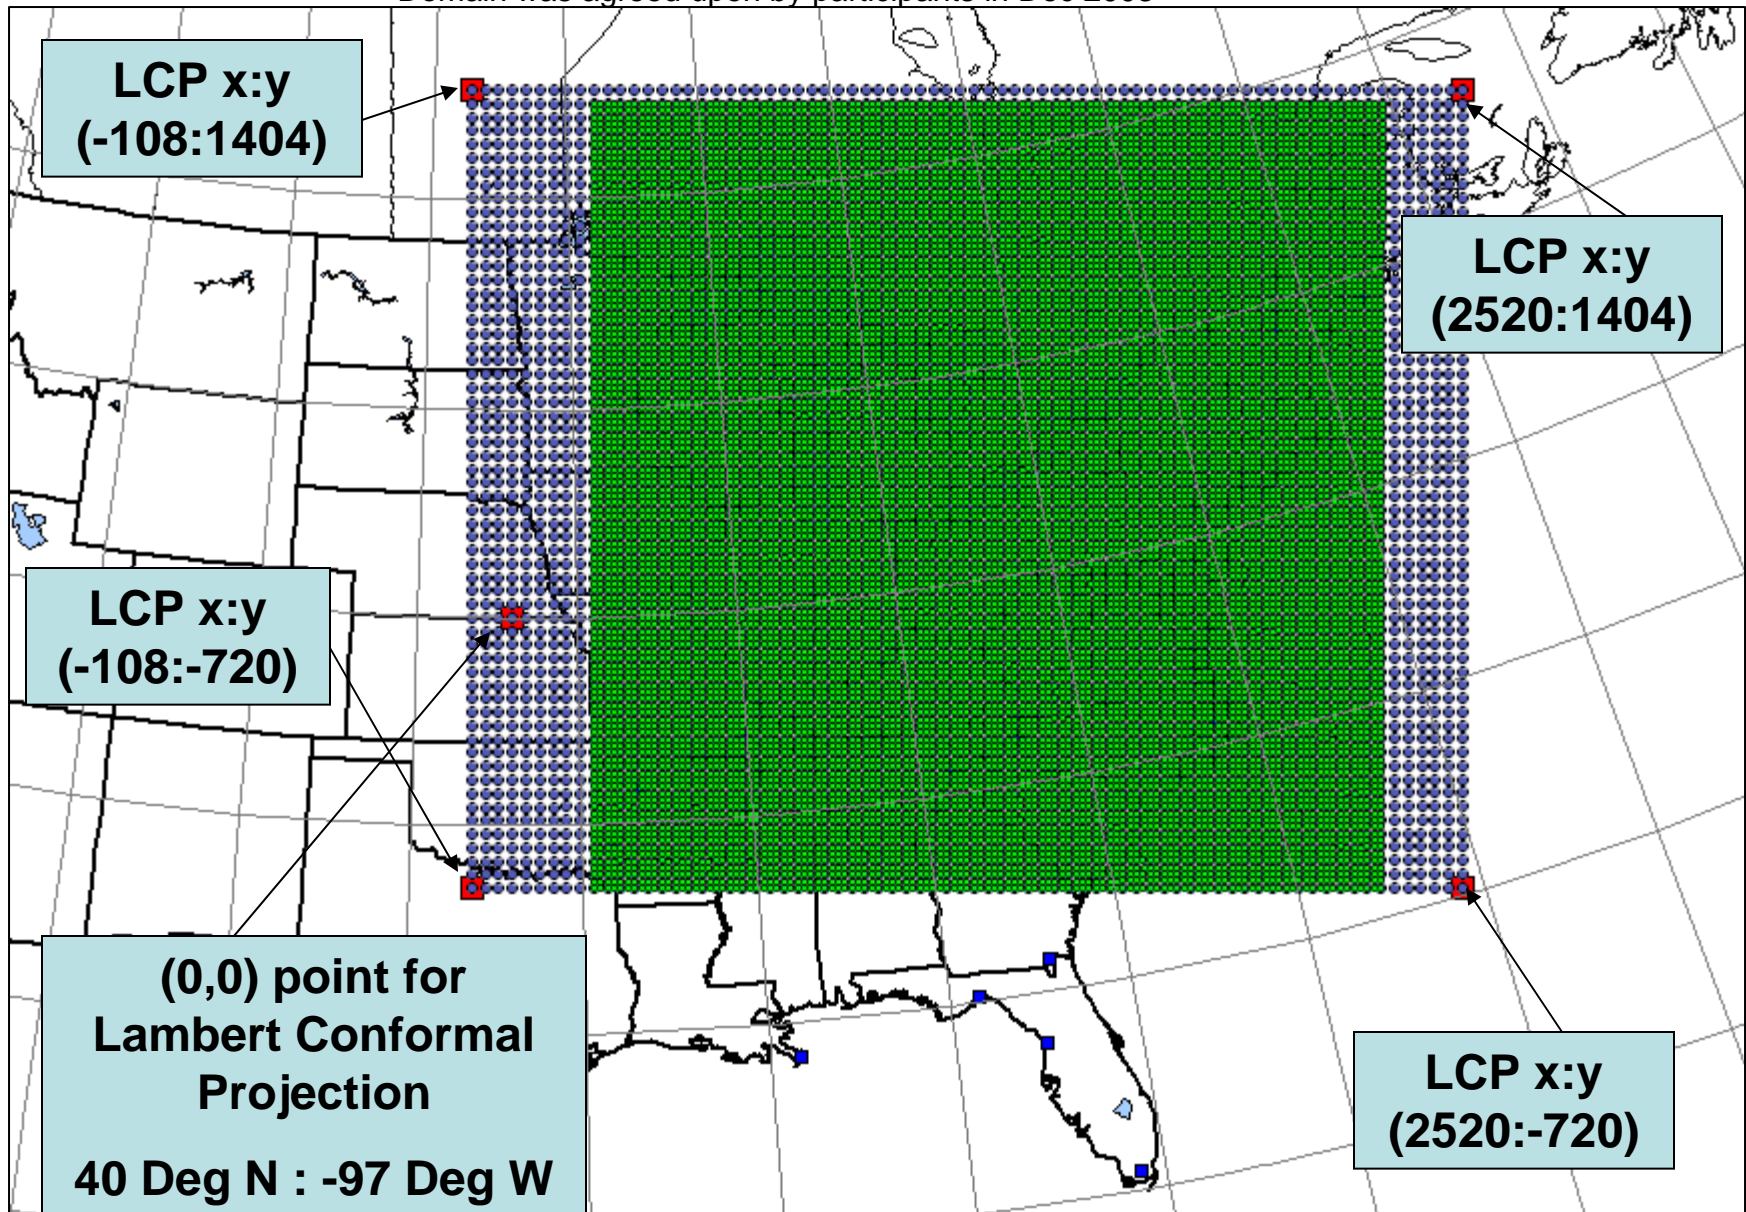 LCP x:y
(-108:1404)
LCP x:y
(2520:1404)
LCP x:y
(-108:-720)
(0,0) point for
Lambert Conformal
Projection
40 Deg N : -97 Deg W
LCP x:y
(2520:-720)